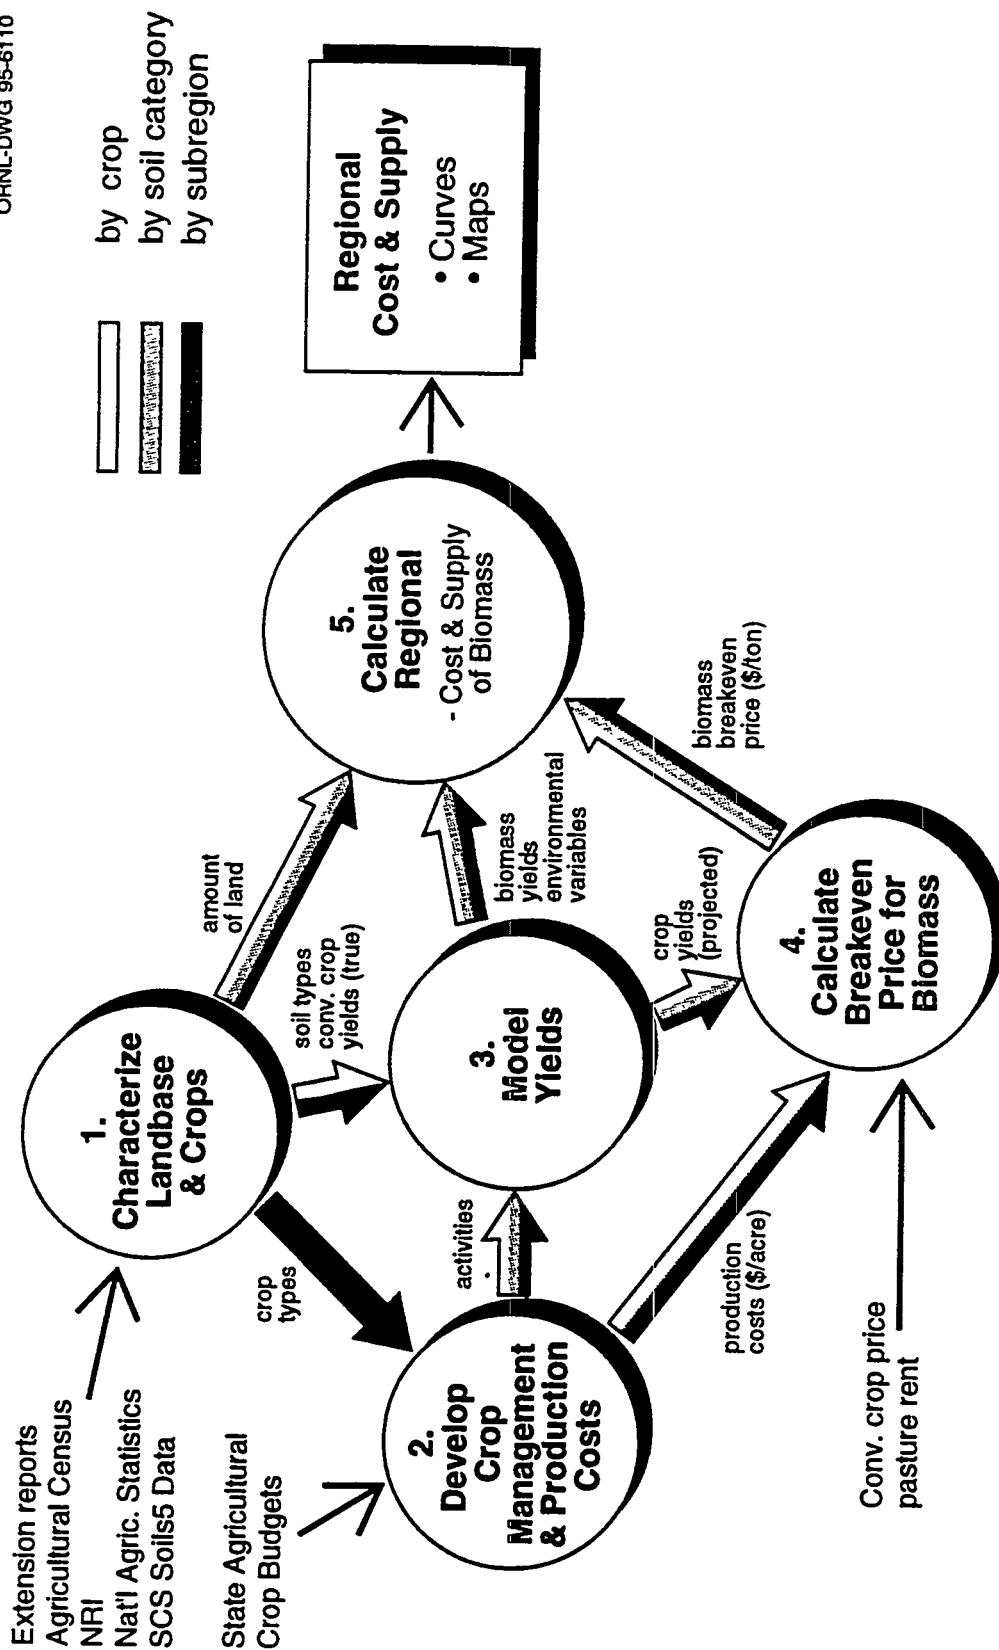 ORNL-DWG 95-6110
by crop
by soil category
by subregion
Extension reports
Agricultural Census
NRI
Nat'l Agric. Statistics
SCS Soils5 Data
State Agricultural
Crop Budgets
1.
Characterize
Landbase
& Crops
amount
of land
soil types
conv. crop
yields (true)
crop
types
2.
Develop
Crop
Management
& Production
Costs
activities
3.
Model
Yields
biomass
yields
environmental
variables
crop
yields
(projected)
production
costs ($/acre)
Conv. crop price
pasture rent
4.
Calculate
Breakeven
Price for
Biomass
biomass
breakeven
price ($/ton)
5.
Calculate
Regional
- Cost & Supply
of Biomass
Regional
Cost & Supply
• Curves
• Maps